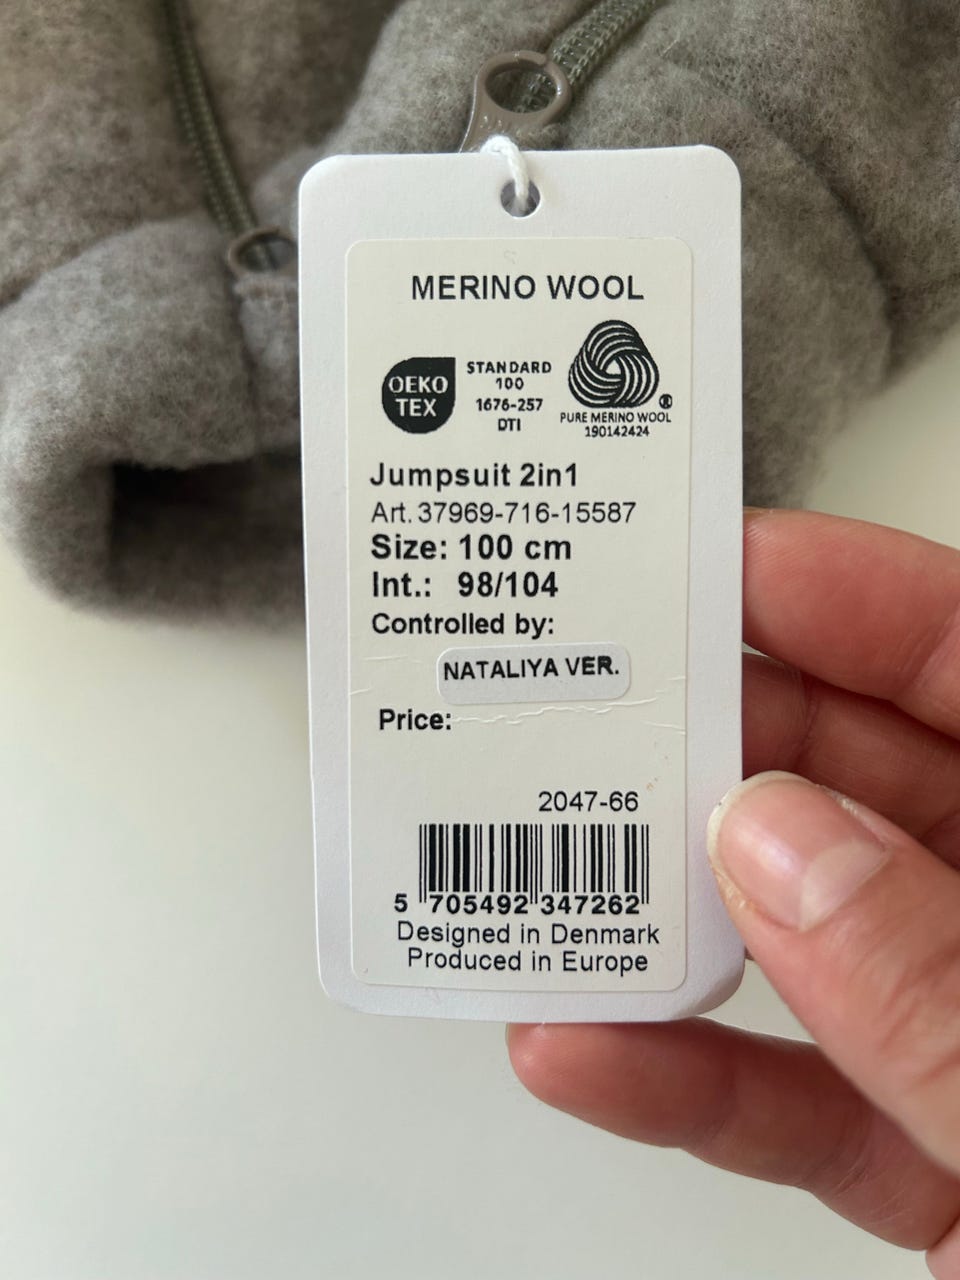 MERINO WOOL
OEKO
TEX
STANDARD
100
1676-257
DTI
®
PURE MERINO WOOL
190142424
Jumpsuit 2in1
Art. 37969-716-15587
Size: 100 cm
Int.: 98/104
Controlled by:
NATALIYA VER.
Price:
2047-66
5 705492 347262
Designed in Denmark
Produced in Europe